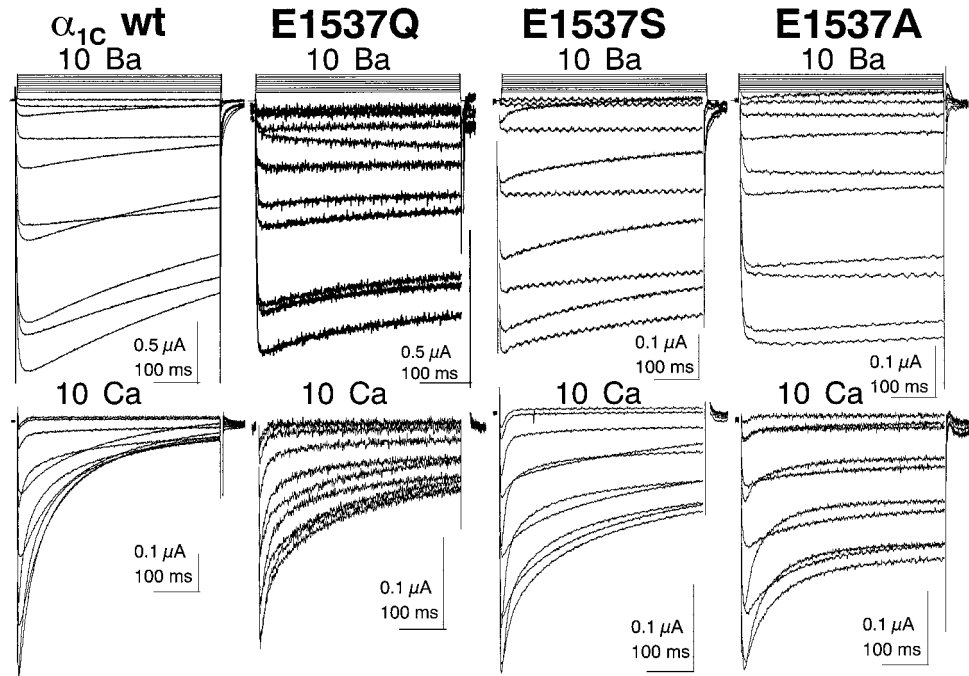 α1C wt E1537Q E1537S E1537A
10 Ba 10 Ba 10 Ba 10 Ba
0.5 µA 0.5 µA 0.1 µA 0.1 µA
100 ms 100 ms 100 ms 100 ms
10 Ca 10 Ca 10 Ca 10 Ca
0.1 µA 0.1 µA 0.1 µA 0.1 µA
100 ms 100 ms 100 ms 100 ms